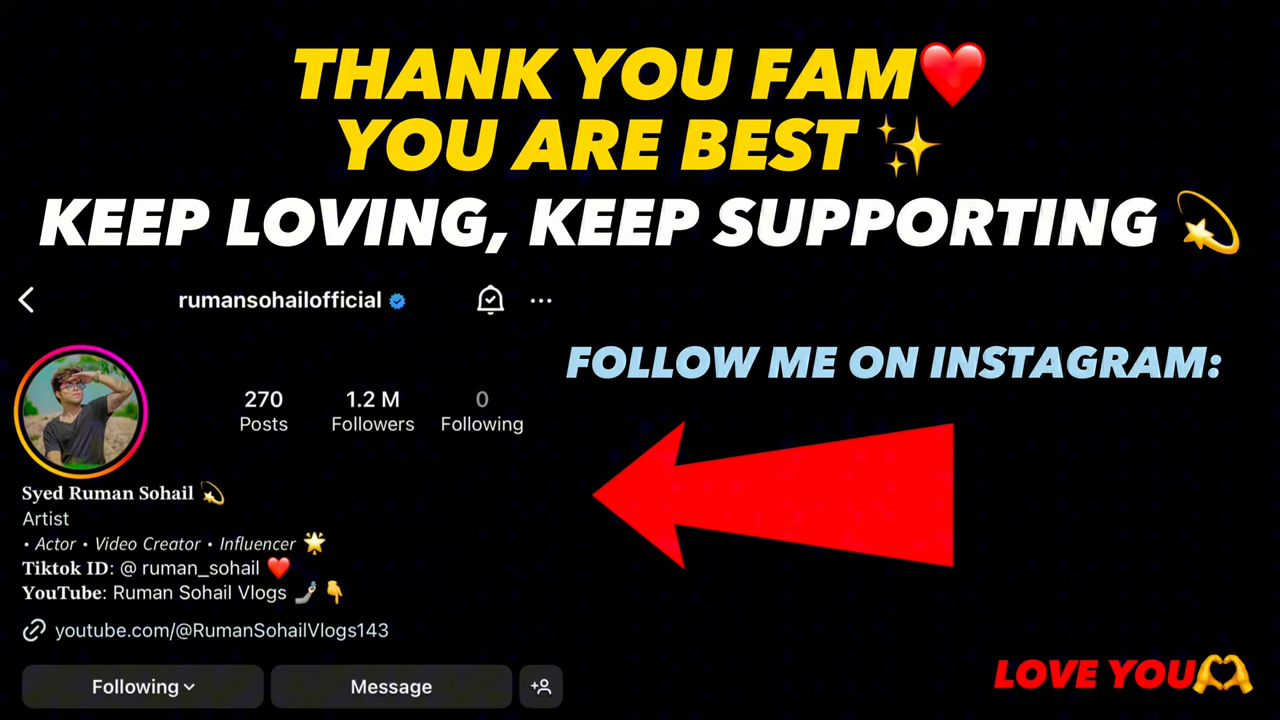 THANK YOU FAM❤️
YOU ARE BEST ✨
KEEP LOVING, KEEP SUPPORTING 💫
rumansohailofficial
FOLLOW ME ON INSTAGRAM:
270 1.2 M 0
Posts Followers Following
Syed Ruman Sohail 💫
Artist
• Actor • Video Creator • Influencer 🌟
Tiktok ID: @ ruman_sohail ❤️
YouTube: Ruman Sohail Vlogs 🤳👇
youtube.com/@RumanSohailVlogs143
Following Message
LOVE YOU🫶